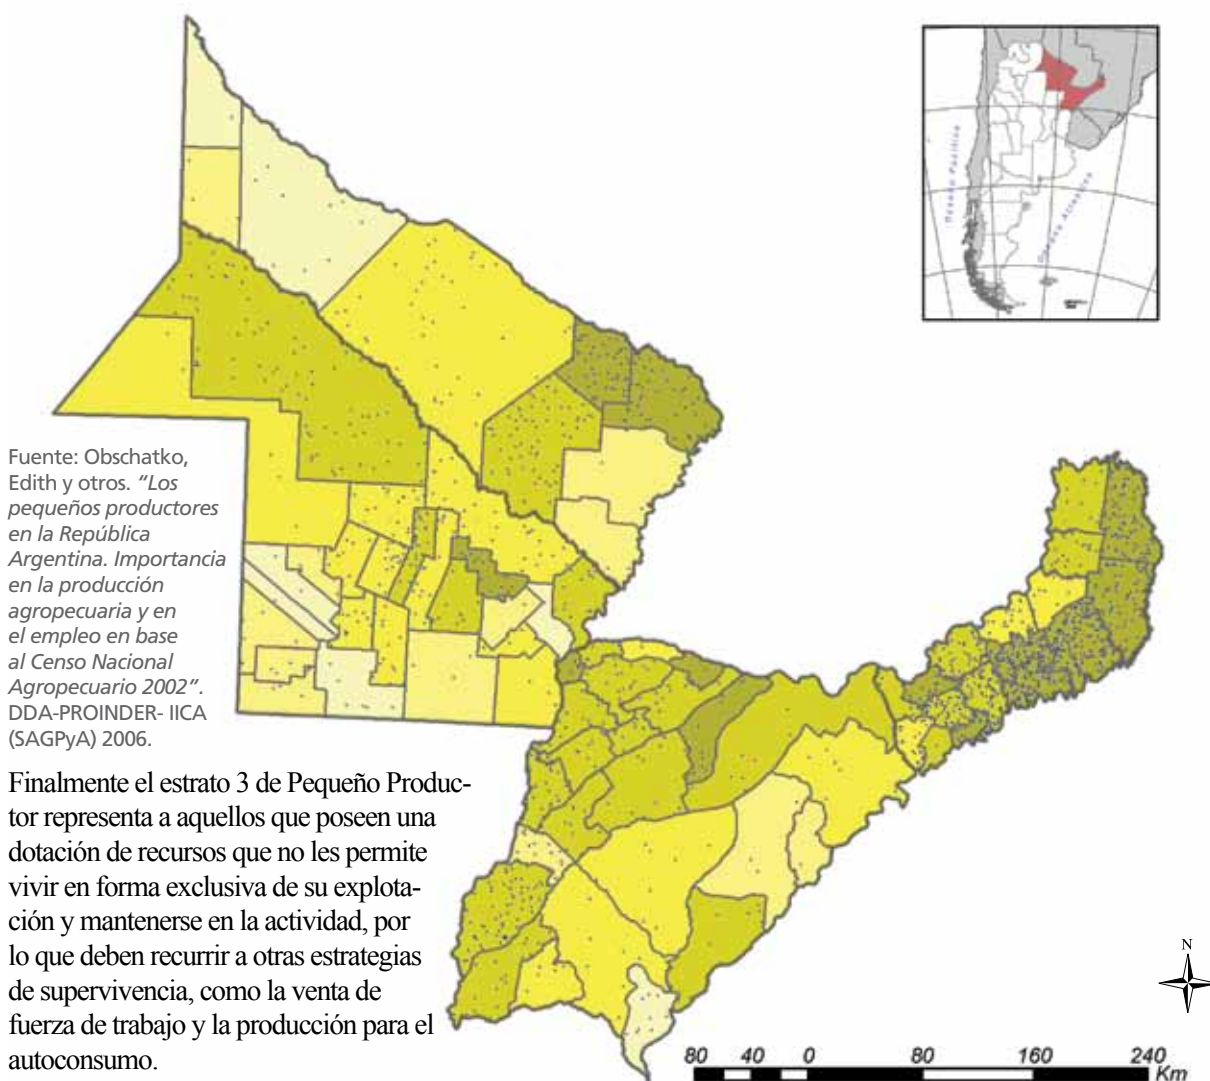 Océano Pacífico
Océano Atlántico
Fuente: Obschatko,
Edith y otros. “Los
pequeños productores
en la República
Argentina. Importancia
en la producción
agropecuaria y en
el empleo en base
al Censo Nacional
Agropecuario 2002”.
DDA-PROINDER- IICA
(SAGPyA) 2006.
Finalmente el estrato 3 de Pequeño Produc-
tor representa a aquellos que poseen una
dotación de recursos que no les permite
vivir en forma exclusiva de su explota-
ción y mantenerse en la actividad, por
lo que deben recurrir a otras estrategias
de supervivencia, como la venta de
fuerza de trabajo y la producción para el
autoconsumo.
N
80 40 0 80 160 240
Km